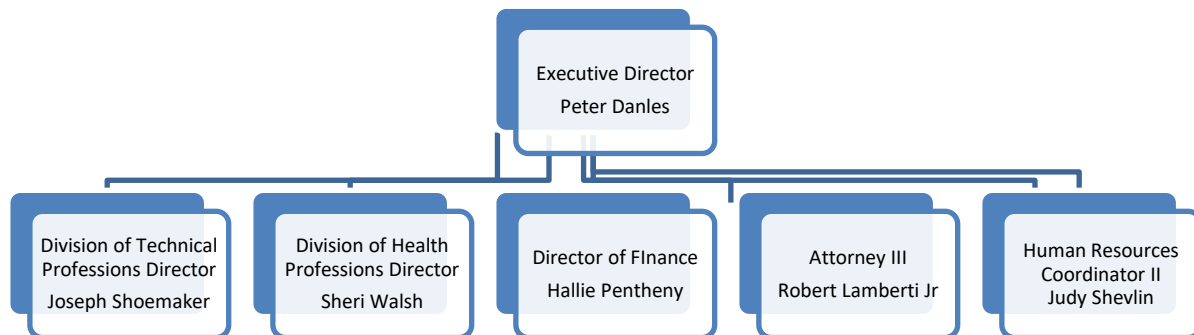 Executive Director
Peter Danles
Division of Technical
Professions Director
Joseph Shoemaker
Division of Health
Professions Director
Sheri Walsh
Director of FInance
Hallie Pentheny
Attorney III
Robert Lamberti Jr
Human Resources
Coordinator II
Judy Shevlin